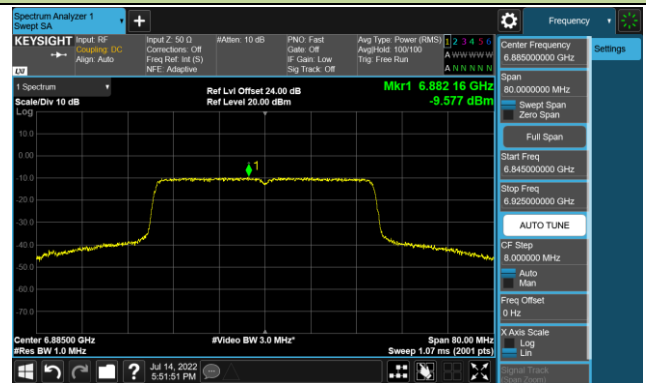 Spectrum Analyzer 1
Swept SA
Frequency
KEYSIGHT
Input: RF
Coupling: DC
Align: Auto
Input Z: 50 Ω
Corrections: Off
Freq Ref: Int (S)
NFE: Adaptive
#Atten: 10 dB
PNO: Fast
Gate: Off
IF Gain: Low
Sig Track: Off
Avg Type: Power (RMS)
Avg|Hold: 100/100
Trig: Free Run
1 2 3 4 5 6
A W W W W W
A N N N N N
LXI
1 Spectrum
Scale/Div 10 dB
Log
Ref Lvl Offset 24.00 dB
Ref Level 20.00 dBm
Mkr1 6.882 16 GHz
-9.577 dBm
1
10.0
0.00
-10.0
-20.0
-30.0
-40.0
-50.0
-60.0
-70.0
Center 6.88500 GHz
#Res BW 1.0 MHz
#Video BW 3.0 MHz*
Span 80.00 MHz
Sweep 1.07 ms (2001 pts)
Jul 14, 2022
5:51:51 PM
Center Frequency
6.885000000 GHz
Span
80.0000000 MHz
Swept Span
Zero Span
Full Span
Start Freq
6.845000000 GHz
Stop Freq
6.925000000 GHz
AUTO TUNE
CF Step
8.000000 MHz
Auto
Man
Freq Offset
0 Hz
X Axis Scale
Log
Lin
Signal Track
(Span Zoom)
Settings